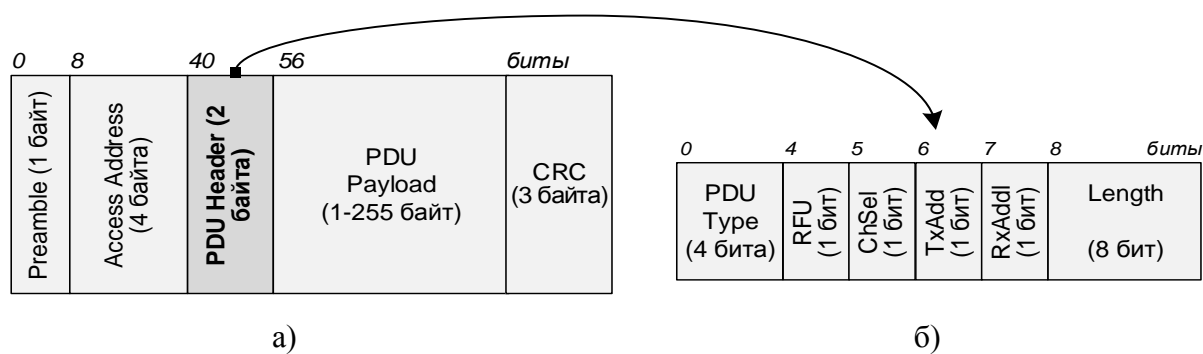 0 8 40 56 биты
Preamble (1 байт)
Access Address
(4 байта)
PDU Header (2
байта)
PDU
Payload
(1-255 байт)
CRC
(3 байта)
а)
0 4 5 6 7 8 биты
PDU
Type
(4 бита)
RFU
(1 бит)
ChSel
(1 бит)
TxAdd
(1 бит)
RxAddl
(1 бит)
Length
(8 бит)
б)